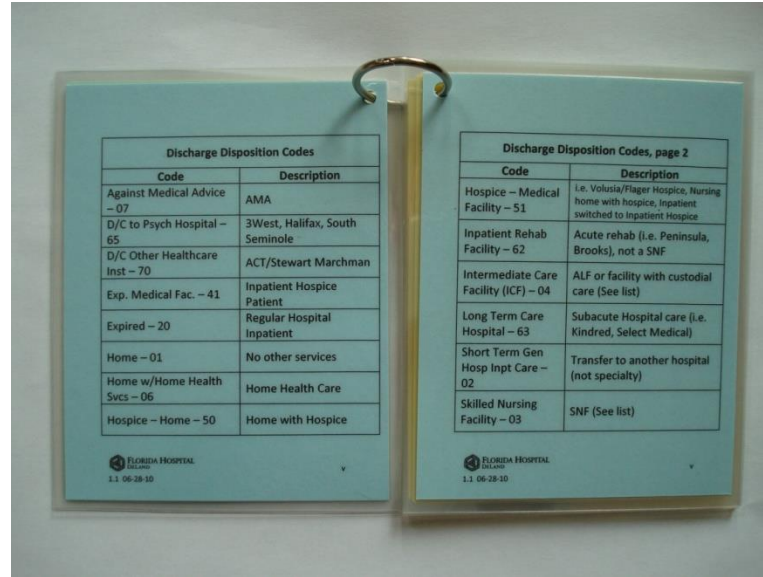 Discharge Disposition Codes
Code Description
Against Medical Advice
– 07
AMA
D/C to Psych Hospital –
65
3West, Halifax, South
Seminole
D/C Other Healthcare
Inst – 70
ACT/Stewart Marchman
Exp. Medical Fac. – 41
Inpatient Hospice
Patient
Expired – 20
Regular Hospital
Inpatient
Home – 01
No other services
Home w/Home Health
Svcs – 06
Home Health Care
Hospice – Home – 50
Home with Hospice
FLORIDA HOSPITAL
DELAND
1.1 06-28-10
v
Discharge Disposition Codes, page 2
Code Description
Hospice – Medical
Facility – 51
i.e. Volusia/Flager Hospice, Nursing
home with hospice, Inpatient
switched to Inpatient Hospice
Inpatient Rehab
Facility – 62
Acute rehab (i.e. Peninsula,
Brooks), not a SNF
Intermediate Care
Facility (ICF) – 04
ALF or facility with custodial
care (See list)
Long Term Care
Hospital – 63
Subacute Hospital care (i.e.
Kindred, Select Medical)
Short Term Gen
Hosp Inpt Care –
02
Transfer to another hospital
(not specialty)
Skilled Nursing
Facility – 03
SNF (See list)
FLORIDA HOSPITAL
DELAND
1.1 06-28-10
v